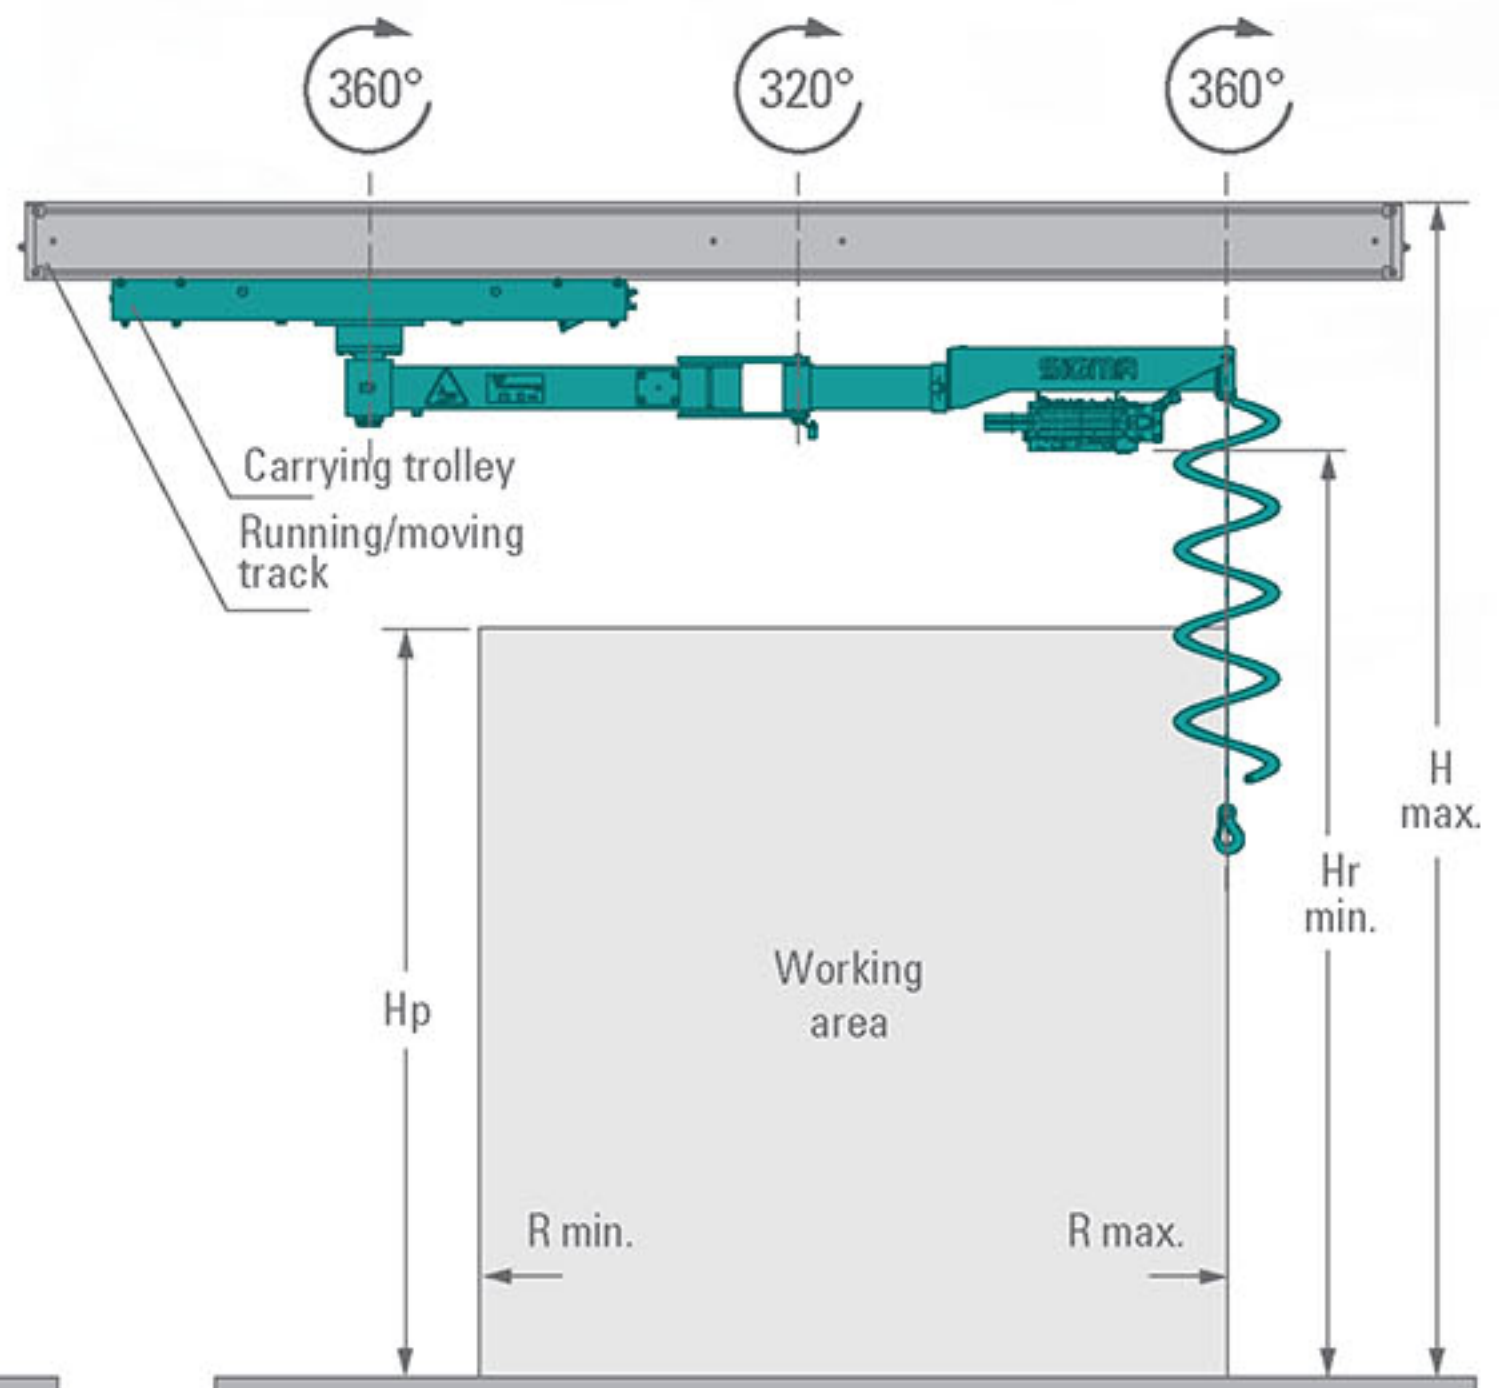 360°
320°
360°
SIGMA
Carrying trolley
Running/moving
track
H
max.
Hr
min.
Working
area
Hp
R min.
R max.